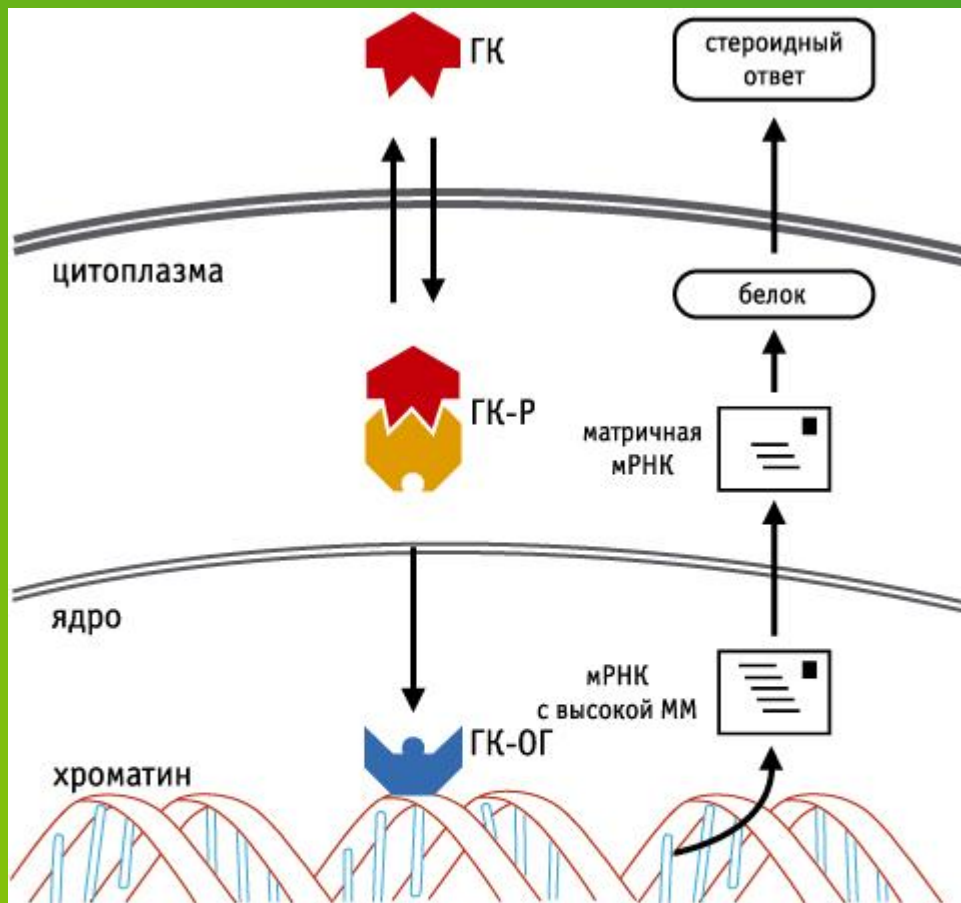 ГК
стероидный
ответ
цитоплазма
белок
ГК-Р
матричная
мРНК
ядро
мРНК
с высокой ММ
ГК-ОГ
хроматин